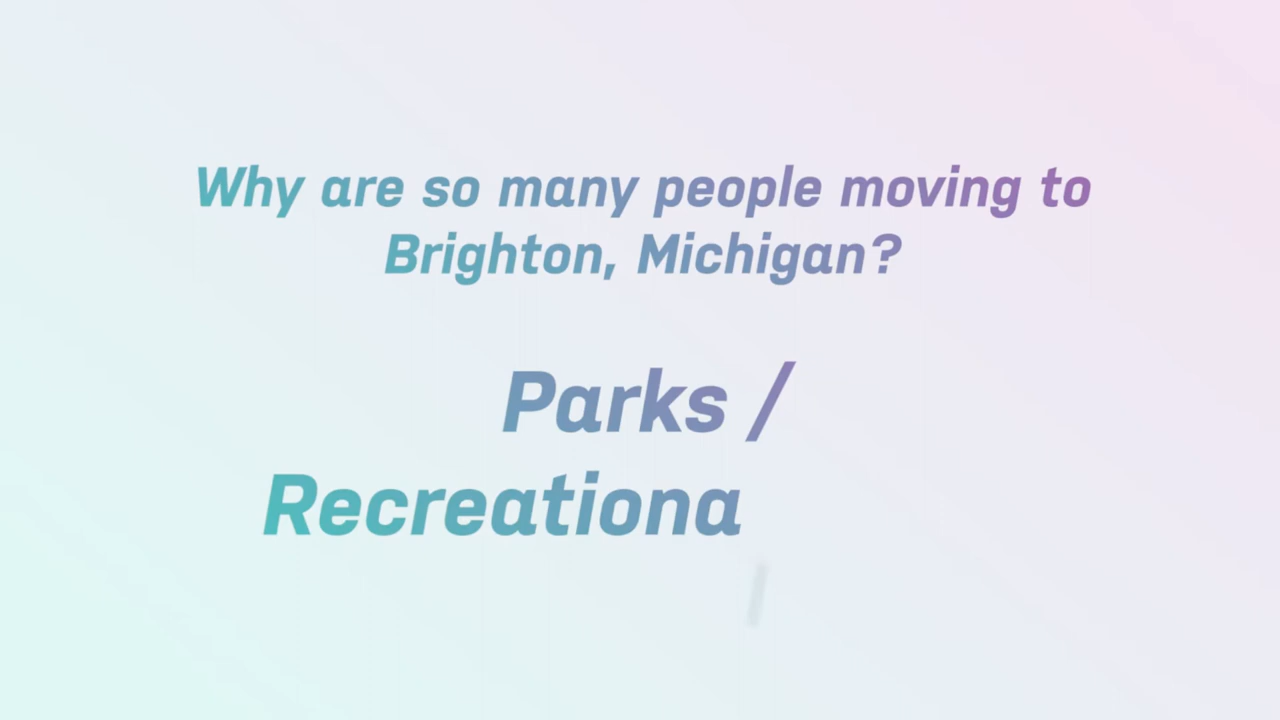 Why are so many people moving to
Brighton, Michigan?
Parks /
Recreationa